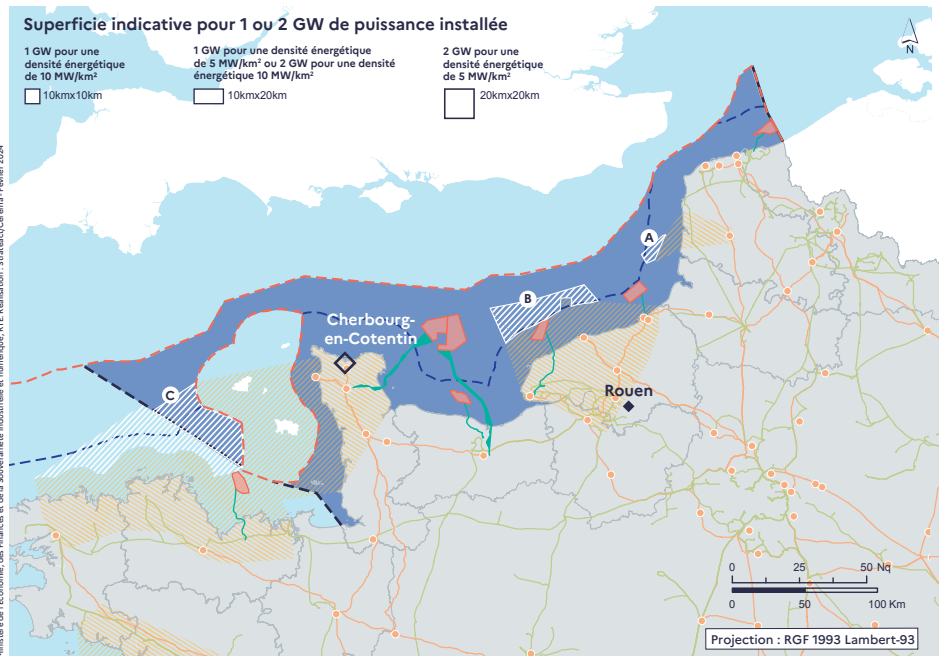 Superficie indicative pour 1 ou 2 GW de puissance installée
1 GW pour une
densité énergétique
de 10 MW/km²
10kmx10km
1 GW pour une densité énergétique
de 5 MW/km² ou 2 GW pour une densité
énergétique 10 MW/km²
10kmx20km
2 GW pour une
densité énergétique
de 5 MW/km²
20kmx20km
N
A
B
Cherbourg-
en-Cotentin
C
Rouen
0 25 50 Nq
0 50 100 Km
Projection : RGF 1993 Lambert-93